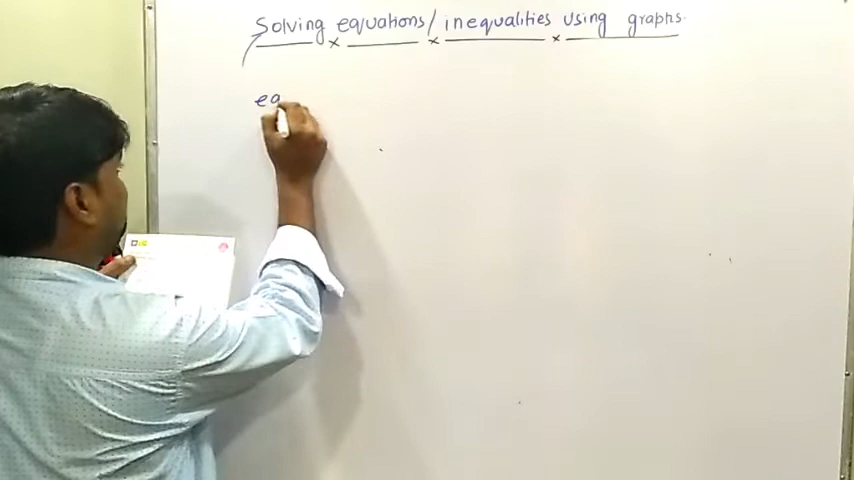 Solving equations/ inequalities using graphs.
eq